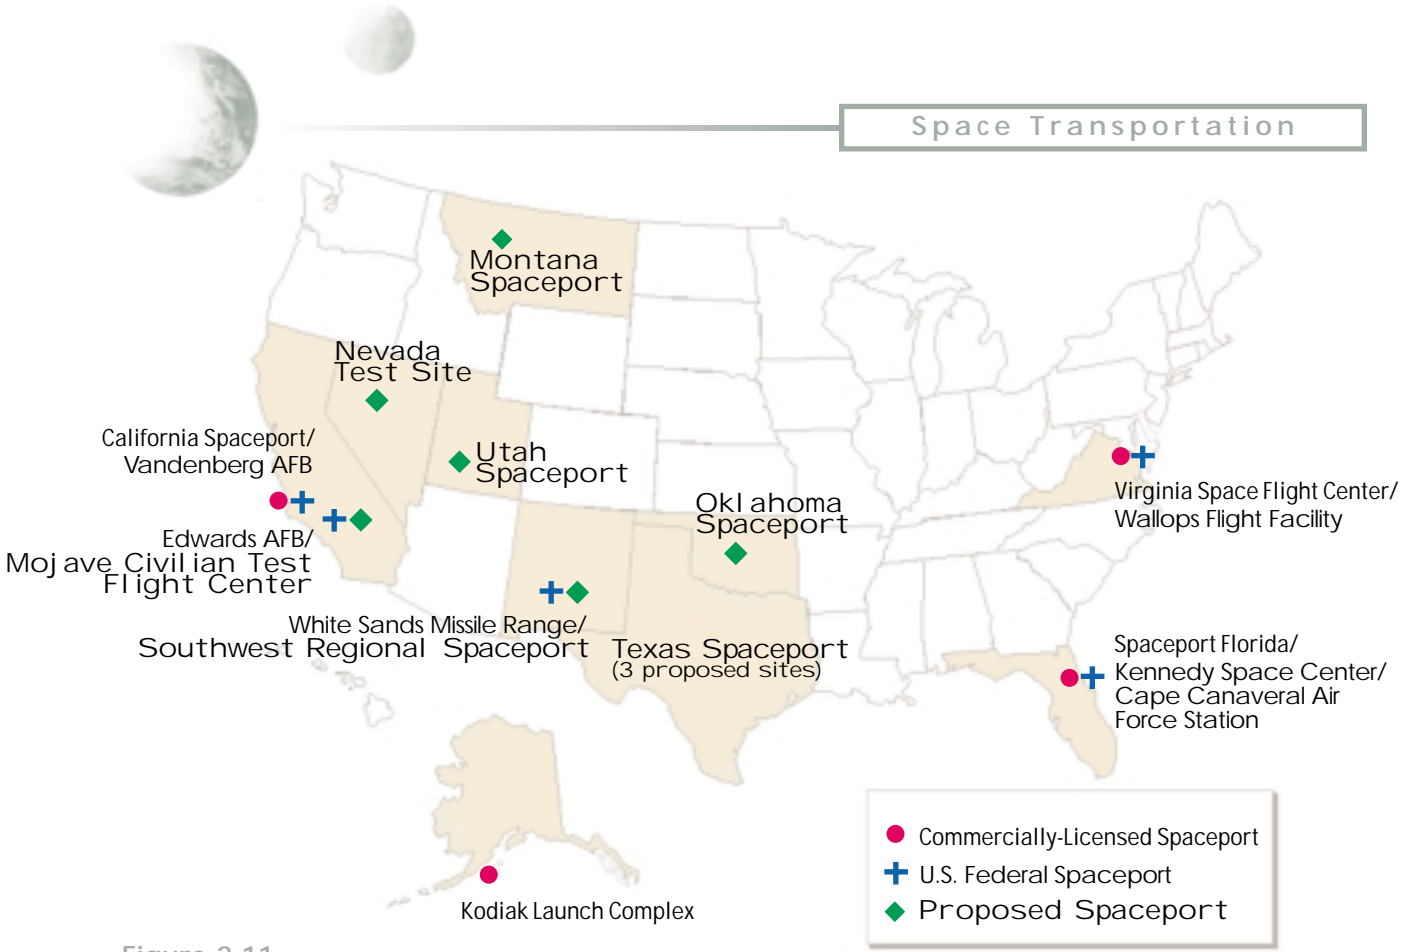 Space Transportation
Montana
Spaceport
Nevada
Test Site
California Spaceport/
Vandenberg AFB
Utah
Spaceport
Oklahoma
Spaceport
Virginia Space Flight Center/
Wallops Flight Facility
Edwards AFB/
Mojave Civilian Test
Flight Center
White Sands Missile Range/
Southwest Regional Spaceport
Texas Spaceport
(3 proposed sites)
Spaceport Florida/
Kennedy Space Center/
Cape Canaveral Air
Force Station
Kodiak Launch Complex
Commercially-Licensed Spaceport
U.S. Federal Spaceport
Proposed Spaceport